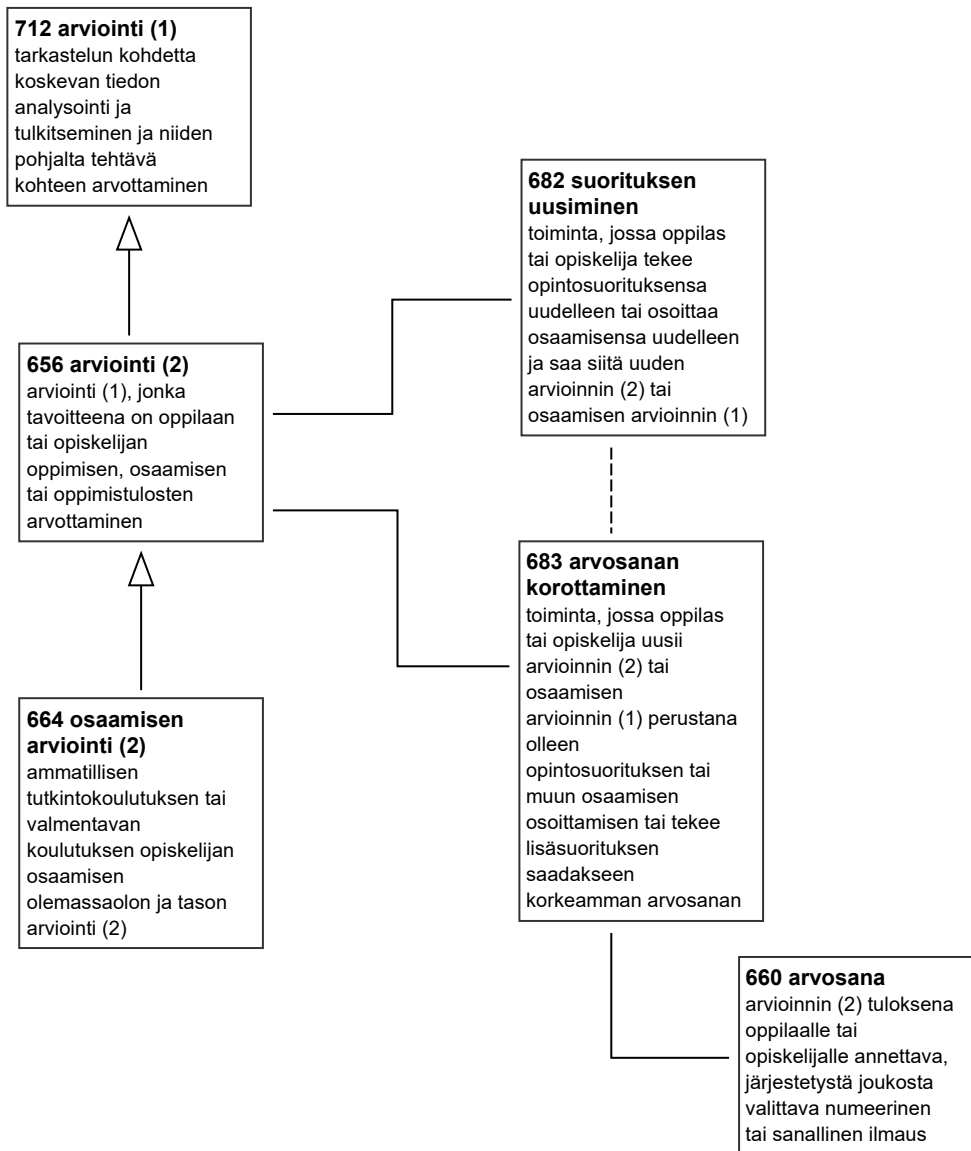 712 arviointi (1)
tarkastelun kohdetta
koskevan tiedon
analysointi ja
tulkitseminen ja niiden
pohjalta tehtävä
kohteen arvottaminen
682 suorituksen
uusiminen
toiminta, jossa oppilas
tai opiskelija tekee
opintosuorituksensa
uudelleen tai osoittaa
osaamisensa uudelleen
ja saa siitä uuden
arvioinnin (2) tai
osaamisen arvioinnin (1)
656 arviointi (2)
arviointi (1), jonka
tavoitteena on oppilaan
tai opiskelijan
oppimisen, osaamisen
tai oppimistulosten
arvottaminen
683 arvosanan
korottaminen
toiminta, jossa oppilas
tai opiskelija uusii
arvioinnin (2) tai
osaamisen
arvioinnin (1) perustana
olleen
opintosuorituksen tai
muun osaamisen
osoittamisen tai tekee
lisäsuorituksen
saadakseen
korkeamman arvosanan
664 osaamisen
arviointi (2)
ammatillisen
tutkintokoulutuksen tai
valmentavan
koulutuksen opiskelijan
osaamisen
olemassaolon ja tason
arviointi (2)
660 arvosana
arvioinnin (2) tuloksena
oppilaalle tai
opiskelijalle annettava,
järjestetystä joukosta
valittava numeerinen
tai sanallinen ilmaus